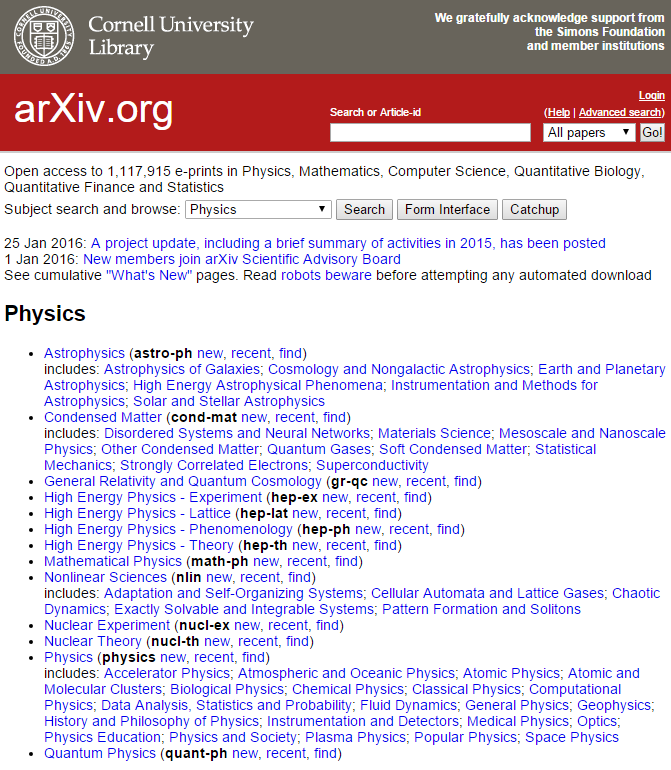 Cornell University
Library
We gratefully acknowledge support from
the Simons Foundation
and member institutions
arXiv.org
Login
Search or Article-id
(Help | Advanced search)
All papers
Go!
Open access to 1,117,915 e-prints in Physics, Mathematics, Computer Science, Quantitative Biology,
Quantitative Finance and Statistics
Subject search and browse: Physics Search Form Interface Catchup
25 Jan 2016: A project update, including a brief summary of activities in 2015, has been posted
1 Jan 2016: New members join arXiv Scientific Advisory Board
See cumulative "What's New" pages. Read robots beware before attempting any automated download
Physics
• Astrophysics (astro-ph new, recent, find)
includes: Astrophysics of Galaxies; Cosmology and Nongalactic Astrophysics; Earth and Planetary
Astrophysics; High Energy Astrophysical Phenomena; Instrumentation and Methods for
Astrophysics; Solar and Stellar Astrophysics
• Condensed Matter (cond-mat new, recent, find)
includes: Disordered Systems and Neural Networks; Materials Science; Mesoscale and Nanoscale
Physics; Other Condensed Matter; Quantum Gases; Soft Condensed Matter; Statistical
Mechanics; Strongly Correlated Electrons; Superconductivity
• General Relativity and Quantum Cosmology (gr-qc new, recent, find)
• High Energy Physics - Experiment (hep-ex new, recent, find)
• High Energy Physics - Lattice (hep-lat new, recent, find)
• High Energy Physics - Phenomenology (hep-ph new, recent, find)
• High Energy Physics - Theory (hep-th new, recent, find)
• Mathematical Physics (math-ph new, recent, find)
• Nonlinear Sciences (nlin new, recent, find)
includes: Adaptation and Self-Organizing Systems; Cellular Automata and Lattice Gases; Chaotic
Dynamics; Exactly Solvable and Integrable Systems; Pattern Formation and Solitons
• Nuclear Experiment (nucl-ex new, recent, find)
• Nuclear Theory (nucl-th new, recent, find)
• Physics (physics new, recent, find)
includes: Accelerator Physics; Atmospheric and Oceanic Physics; Atomic Physics; Atomic and
Molecular Clusters; Biological Physics; Chemical Physics; Classical Physics; Computational
Physics; Data Analysis, Statistics and Probability; Fluid Dynamics; General Physics; Geophysics;
History and Philosophy of Physics; Instrumentation and Detectors; Medical Physics; Optics;
Physics Education; Physics and Society; Plasma Physics; Popular Physics; Space Physics
• Quantum Physics (quant-ph new, recent, find)